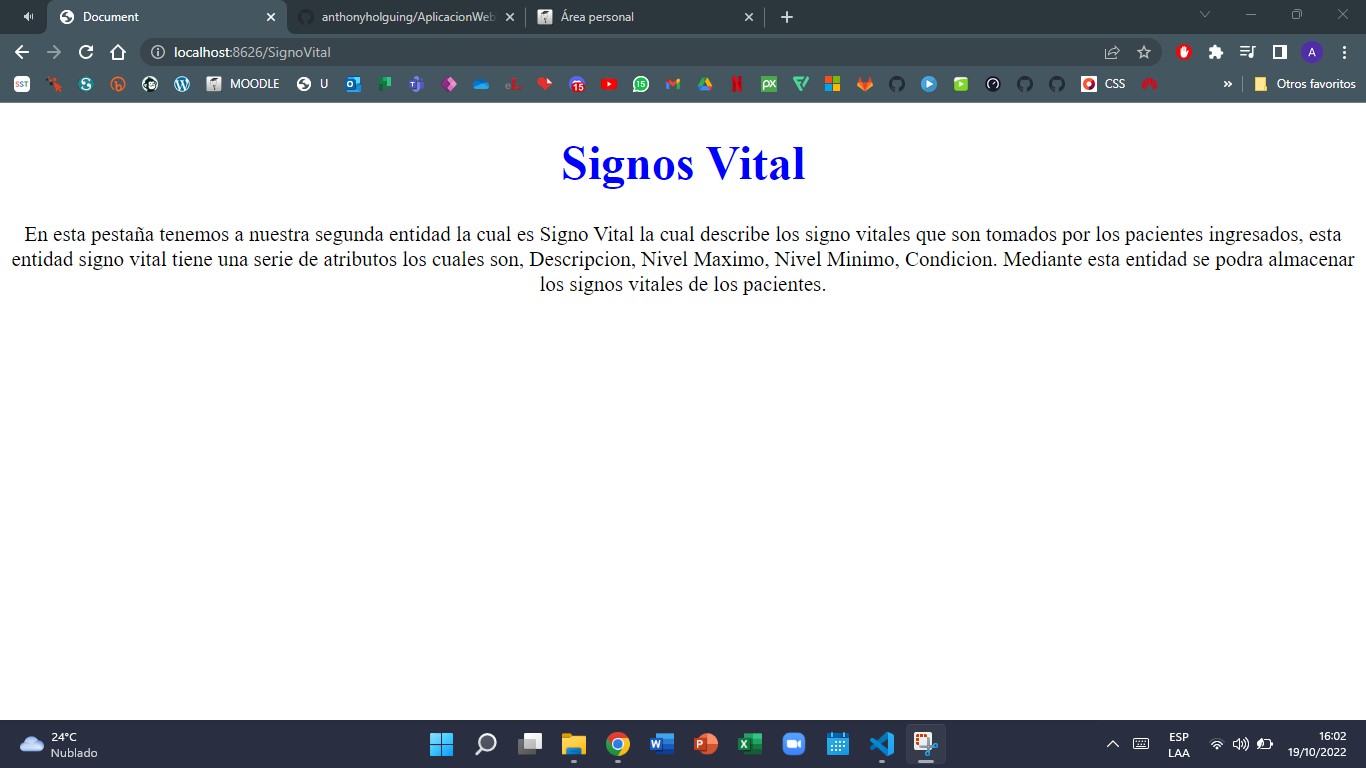 Document
anthonyholguing/AplicacionWeb
Área personal
localhost:8626/SignoVital
A
SST
MOODLE
U
15
15
px
CSS
»
Otros favoritos
Signos Vital
En esta pestaña tenemos a nuestra segunda entidad la cual es Signo Vital la cual describe los signo vitales que son tomados por los pacientes ingresados, esta
entidad signo vital tiene una serie de atributos los cuales son, Descripcion, Nivel Maximo, Nivel Minimo, Condicion. Mediante esta entidad se podra almacenar
los signos vitales de los pacientes.
24°C
Nublado
ESP
LAA
16:02
19/10/2022